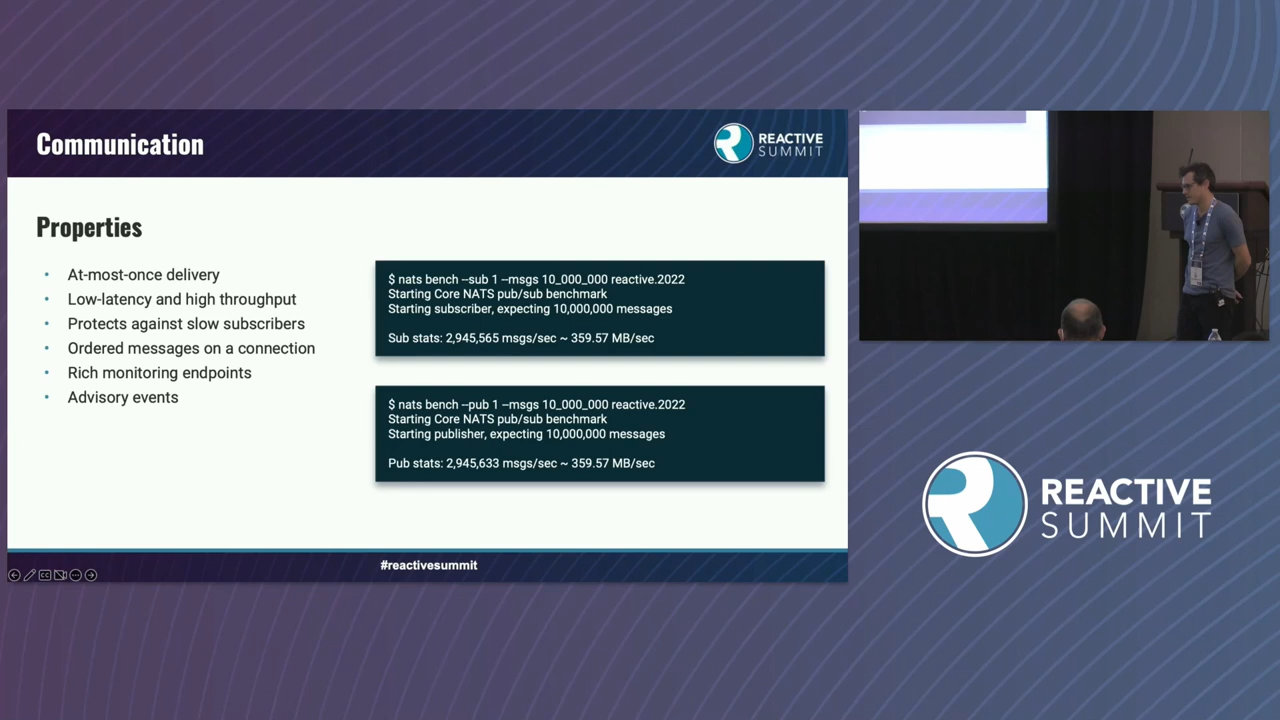 Communication
REACTIVE
SUMMIT
Properties
• At-most-once delivery
• Low-latency and high throughput
• Protects against slow subscribers
• Ordered messages on a connection
• Rich monitoring endpoints
• Advisory events
$ nats bench --sub 1 --msgs 10_000_000 reactive.2022
Starting Core NATS pub/sub benchmark
Starting subscriber, expecting 10,000,000 messages
Sub stats: 2,945,565 msgs/sec ~ 359.57 MB/sec
$ nats bench --pub 1 --msgs 10_000_000 reactive.2022
Starting Core NATS pub/sub benchmark
Starting publisher, expecting 10,000,000 messages
Pub stats: 2,945,633 msgs/sec ~ 359.57 MB/sec
#reactivesummit
REACTIVE
SUMMIT